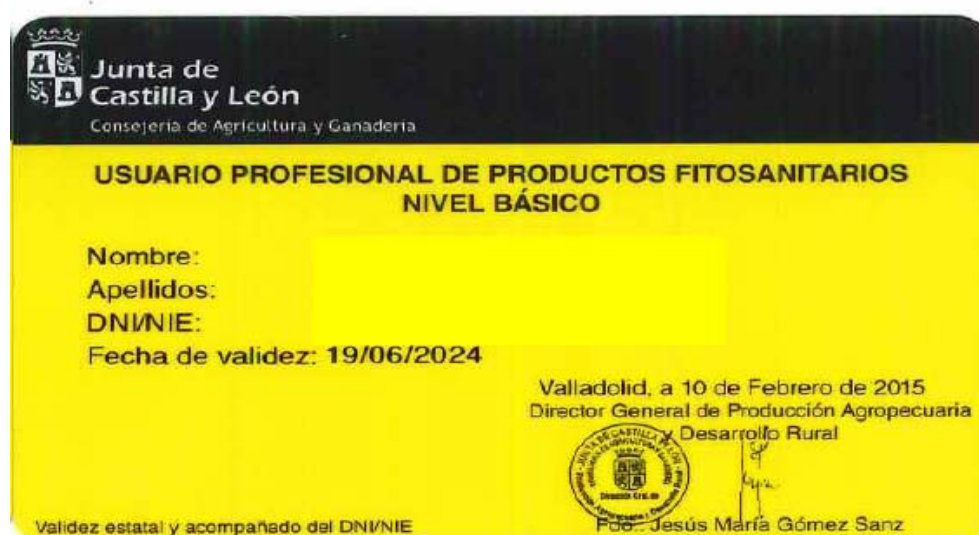 Junta de
Castilla y León
Consejería de Agricultura y Ganadería
USUARIO PROFESIONAL DE PRODUCTOS FITOSANITARIOS
NIVEL BÁSICO
Nombre:
Apellidos:
DNI/NIE:
Fecha de validez: 19/06/2024
Valladolid, a 10 de Febrero de 2015
Director General de Producción Agropecuaria
y Desarrollo Rural
Fdo.: Jesús María Gómez Sanz
Validez estatal y acompañado del DNI/NIE